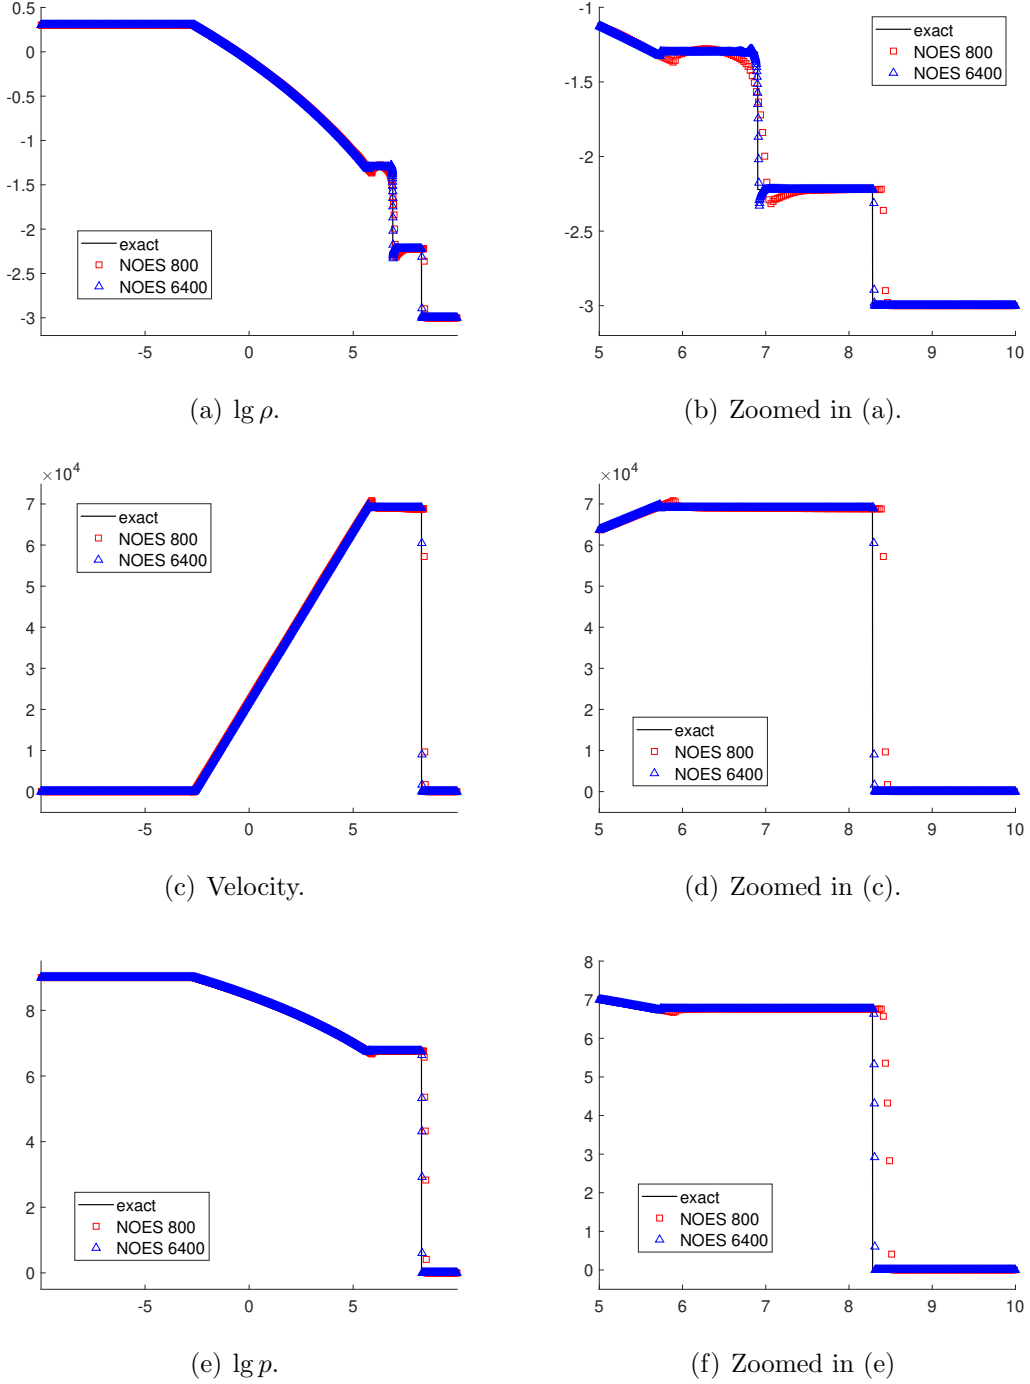 0.5
0
-0.5
-1
-1.5
-2
-2.5
-3
-5 0 5
exact
NOES 800
NOES 6400
(a) lg ρ.
-1
-1.5
-2
-2.5
-3
5 6 7 8 9 10
exact
NOES 800
NOES 6400
(b) Zoomed in (a).
×10⁴
7
6
5
4
3
2
1
0
-5 0 5
exact
NOES 800
NOES 6400
(c) Velocity.
×10⁴
7
6
5
4
3
2
1
0
5 6 7 8 9 10
exact
NOES 800
NOES 6400
(d) Zoomed in (c).
8
6
4
2
0
-5 0 5
exact
NOES 800
NOES 6400
(e) lg p.
8
7
6
5
4
3
2
1
0
5 6 7 8 9 10
exact
NOES 800
NOES 6400
(f) Zoomed in (e)